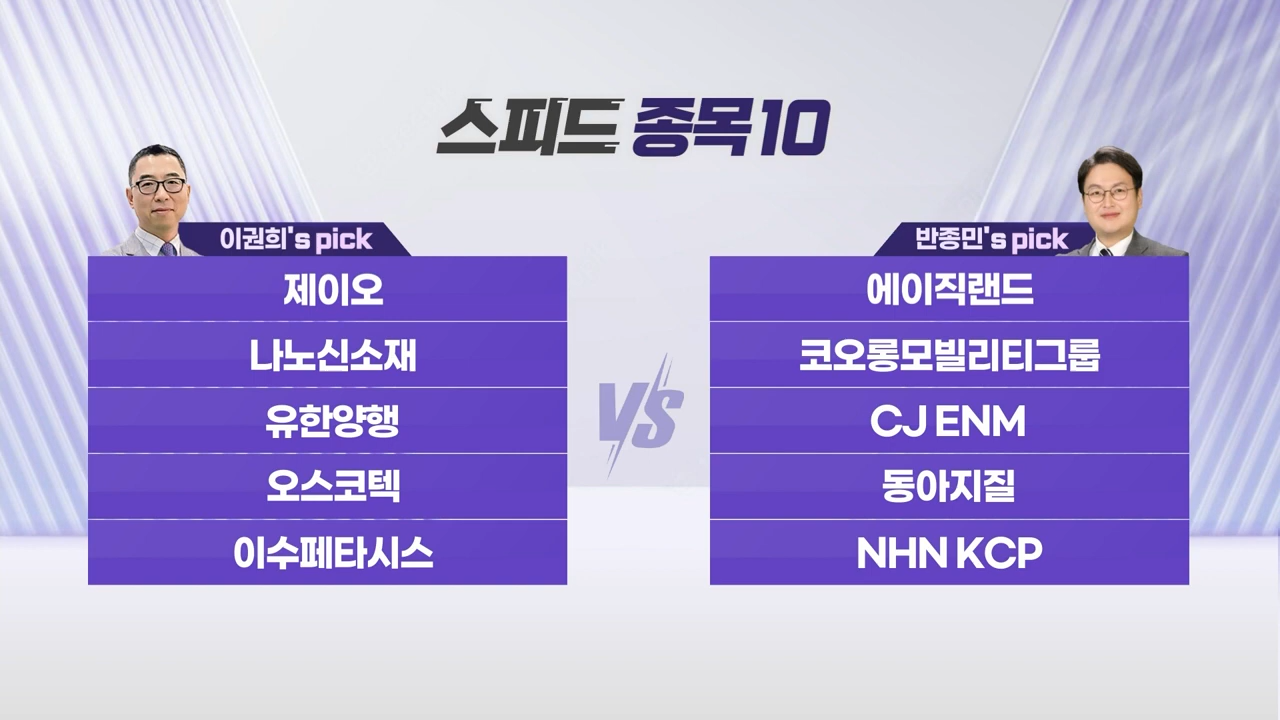 스피드 종목10
이권희's pick
제이오
나노신소재
유한양행
오스코텍
이수페타시스
VS
반종민's pick
에이직랜드
코오롱모빌리티그룹
CJ ENM
동아지질
NHN KCP